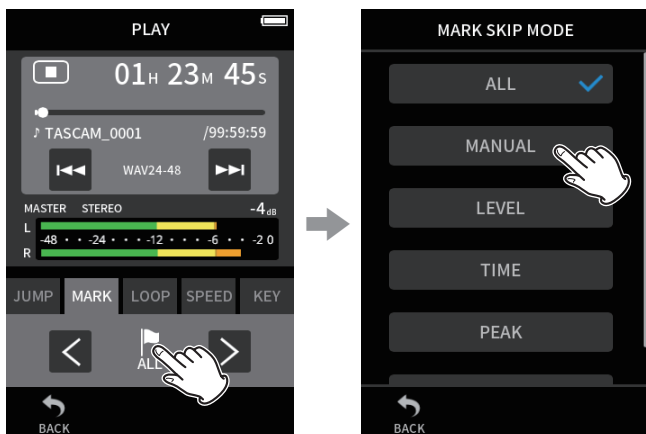 PLAY
01H 23M 45S
♪ TASCAM_0001 /99:59:59
WAV24-48
MASTER STEREO -4dB
L
-48 • • -24 • • • -12 • • • -6 • • -2 0
R
JUMP MARK LOOP SPEED KEY
ALL
BACK
MARK SKIP MODE
ALL
MANUAL
LEVEL
TIME
PEAK
BACK